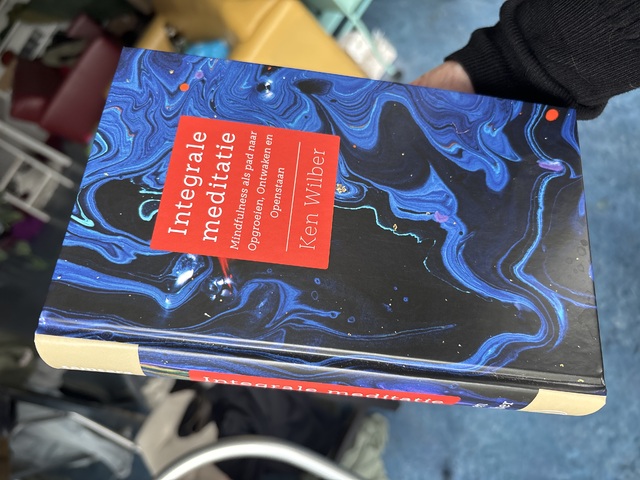 Integrale
meditatie
Mindfulness als pad naar
Opgroeien, Ontwaken en
Openstaan
Ken Wilber
Integrale meditatie